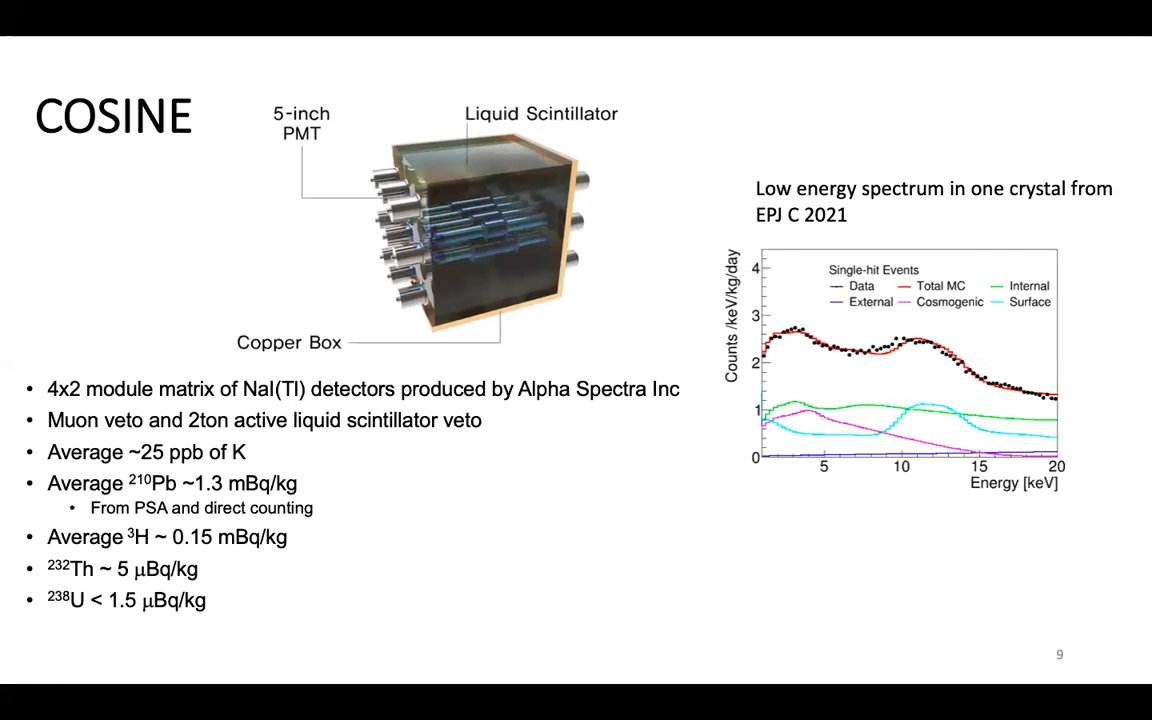 COSINE
5-inch
PMT
Liquid Scintillator
Copper Box
Low energy spectrum in one crystal from
EPJ C 2021
Counts /keV/kg/day
4
3
2
1
0
Single-hit Events
Data Total MC Internal
External Cosmogenic Surface
5 10 15 20
Energy [keV]
• 4x2 module matrix of NaI(Tl) detectors produced by Alpha Spectra Inc
• Muon veto and 2ton active liquid scintillator veto
• Average ~25 ppb of K
• Average ²¹⁰Pb ~1.3 mBq/kg
• From PSA and direct counting
• Average ³H ~ 0.15 mBq/kg
• ²³²Th ~ 5 μBq/kg
• ²³⁸U < 1.5 μBq/kg
9